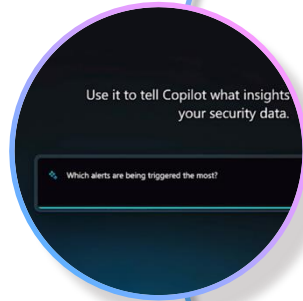 Use it to tell Copilot what insights
your security data.
Which alerts are being triggered the most?